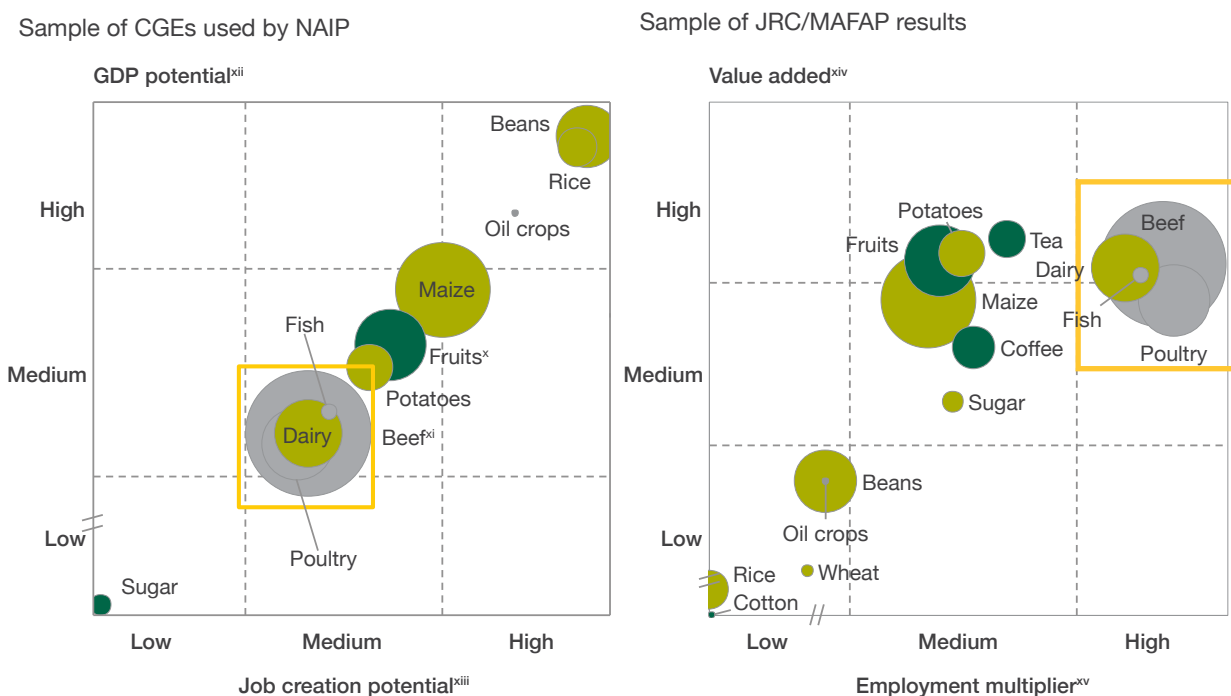 Sample of CGEs used by NAIP
GDP potentialxii
High
Medium
Low
Beans
Rice
Oil crops
Maize
Fish
Fruitsx
Potatoes
Dairy
Beefxi
Poultry
Sugar
Low
Medium
High
Job creation potentialxiii
Sample of JRC/MAFAP results
Value addedxiv
High
Medium
Low
Potatoes
Fruits
Tea
Beef
Dairy
Maize
Fish
Coffee
Poultry
Sugar
Beans
Oil crops
Wheat
Rice
Cotton
Low
Medium
High
Employment multiplierxv